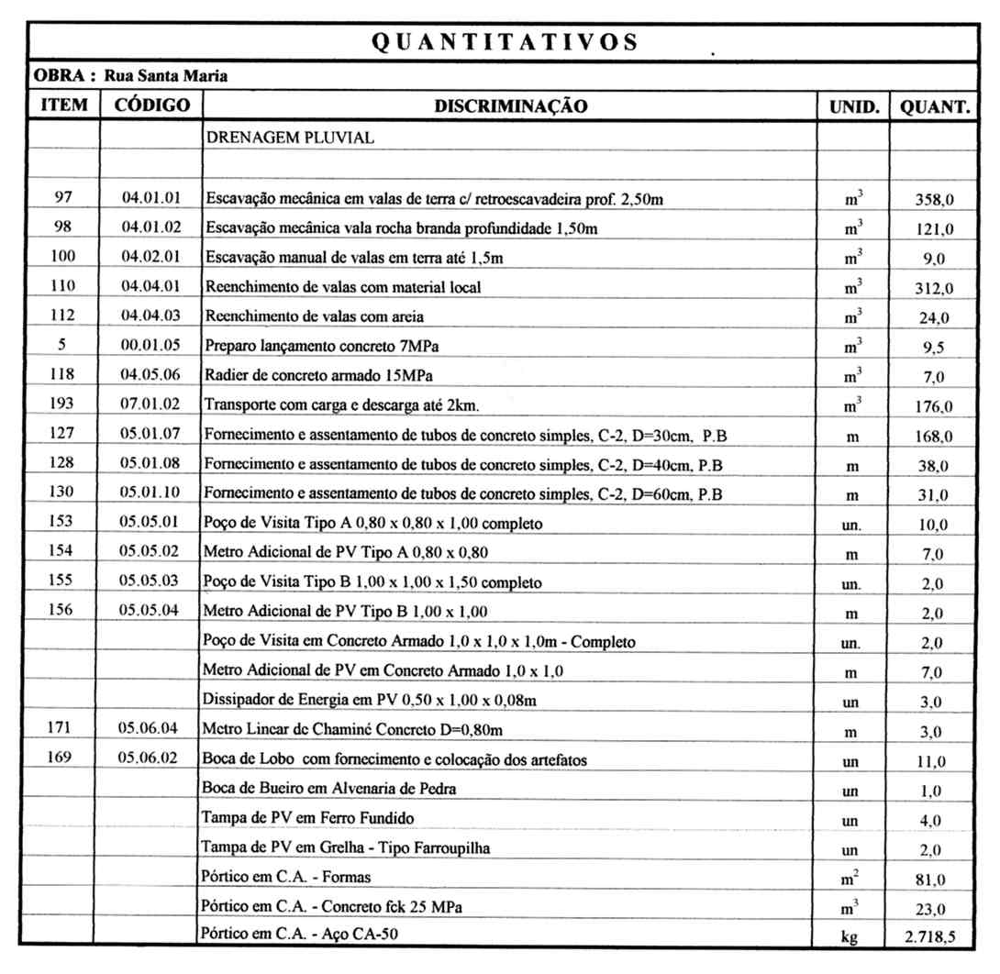 QUANTITATIVOS
OBRA : Rua Santa Maria
ITEM CÓDIGO DISCRIMINAÇÃO UNID. QUANT.
DRENAGEM PLUVIAL
97 04.01.01 Escavação mecânica em valas de terra c/ retroescavadeira prof. 2,50m m³ 358,0
98 04.01.02 Escavação mecânica vala rocha branda profundidade 1,50m m³ 121,0
100 04.02.01 Escavação manual de valas em terra até 1,5m m³ 9,0
110 04.04.01 Reenchimento de valas com material local m³ 312,0
112 04.04.03 Reenchimento de valas com areia m³ 24,0
5 00.01.05 Preparo lançamento concreto 7MPa m³ 9,5
118 04.05.06 Radier de concreto armado 15MPa m³ 7,0
193 07.01.02 Transporte com carga e descarga até 2km. m³ 176,0
127 05.01.07 Fornecimento e assentamento de tubos de concreto simples, C-2, D=30cm, P.B m 168,0
128 05.01.08 Fornecimento e assentamento de tubos de concreto simples, C-2, D=40cm, P.B m 38,0
130 05.01.10 Fornecimento e assentamento de tubos de concreto simples, C-2, D=60cm, P.B m 31,0
153 05.05.01 Poço de Visita Tipo A 0,80 x 0,80 x 1,00 completo un. 10,0
154 05.05.02 Metro Adicional de PV Tipo A 0,80 x 0,80 m 7,0
155 05.05.03 Poço de Visita Tipo B 1,00 x 1,00 x 1,50 completo un. 2,0
156 05.05.04 Metro Adicional de PV Tipo B 1,00 x 1,00 m 2,0
Poço de Visita em Concreto Armado 1,0 x 1,0 x 1,0m - Completo un. 2,0
Metro Adicional de PV em Concreto Armado 1,0 x 1,0 m 7,0
Dissipador de Energia em PV 0,50 x 1,00 x 0,08m un 3,0
171 05.06.04 Metro Linear de Chaminé Concreto D=0,80m m 3,0
169 05.06.02 Boca de Lobo com fornecimento e colocação dos artefatos un 11,0
Boca de Bueiro em Alvenaria de Pedra un 1,0
Tampa de PV em Ferro Fundido un 4,0
Tampa de PV em Grelha - Tipo Farroupilha un 2,0
Pórtico em C.A. - Formas m² 81,0
Pórtico em C.A. - Concreto fck 25 MPa m³ 23,0
Pórtico em C.A. - Aço CA-50 kg 2.718,5